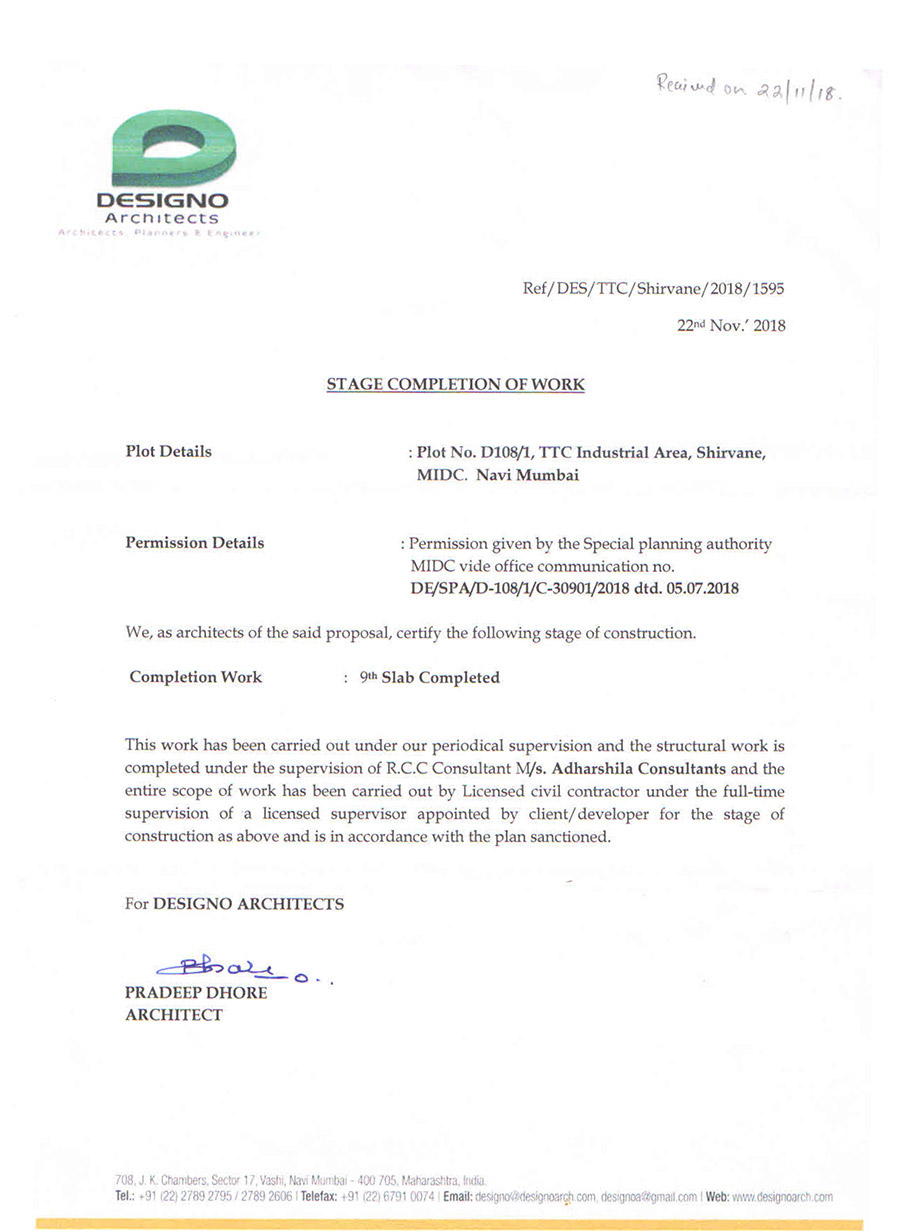 Received on 22/11/18.
DESIGNO
Architects
Architects, Planners & Engineer
Ref/DES/TTC/Shirvane/2018/1595
22nd Nov.' 2018
STAGE COMPLETION OF WORK
Plot Details : Plot No. D108/1, TTC Industrial Area, Shirvane,
MIDC. Navi Mumbai
Permission Details : Permission given by the Special planning authority
MIDC vide office communication no.
DE/SPA/D-108/1/C-30901/2018 dtd. 05.07.2018
We, as architects of the said proposal, certify the following stage of construction.
Completion Work : 9th Slab Completed
This work has been carried out under our periodical supervision and the structural work is
completed under the supervision of R.C.C Consultant M/s. Adharshila Consultants and the
entire scope of work has been carried out by Licensed civil contractor under the full-time
supervision of a licensed supervisor appointed by client/developer for the stage of
construction as above and is in accordance with the plan sanctioned.
For DESIGNO ARCHITECTS
PRADEEP DHORE
ARCHITECT
708, J. K. Chambers, Sector 17, Vashi, Navi Mumbai - 400 705, Maharashtra, India.
Tel.: +91 (22) 2789 2795 / 2789 2606 | Telefax: +91 (22) 6791 0074 | Email: designo@designoarch.com, designoa@gmail.com | Web: www.designoarch.com